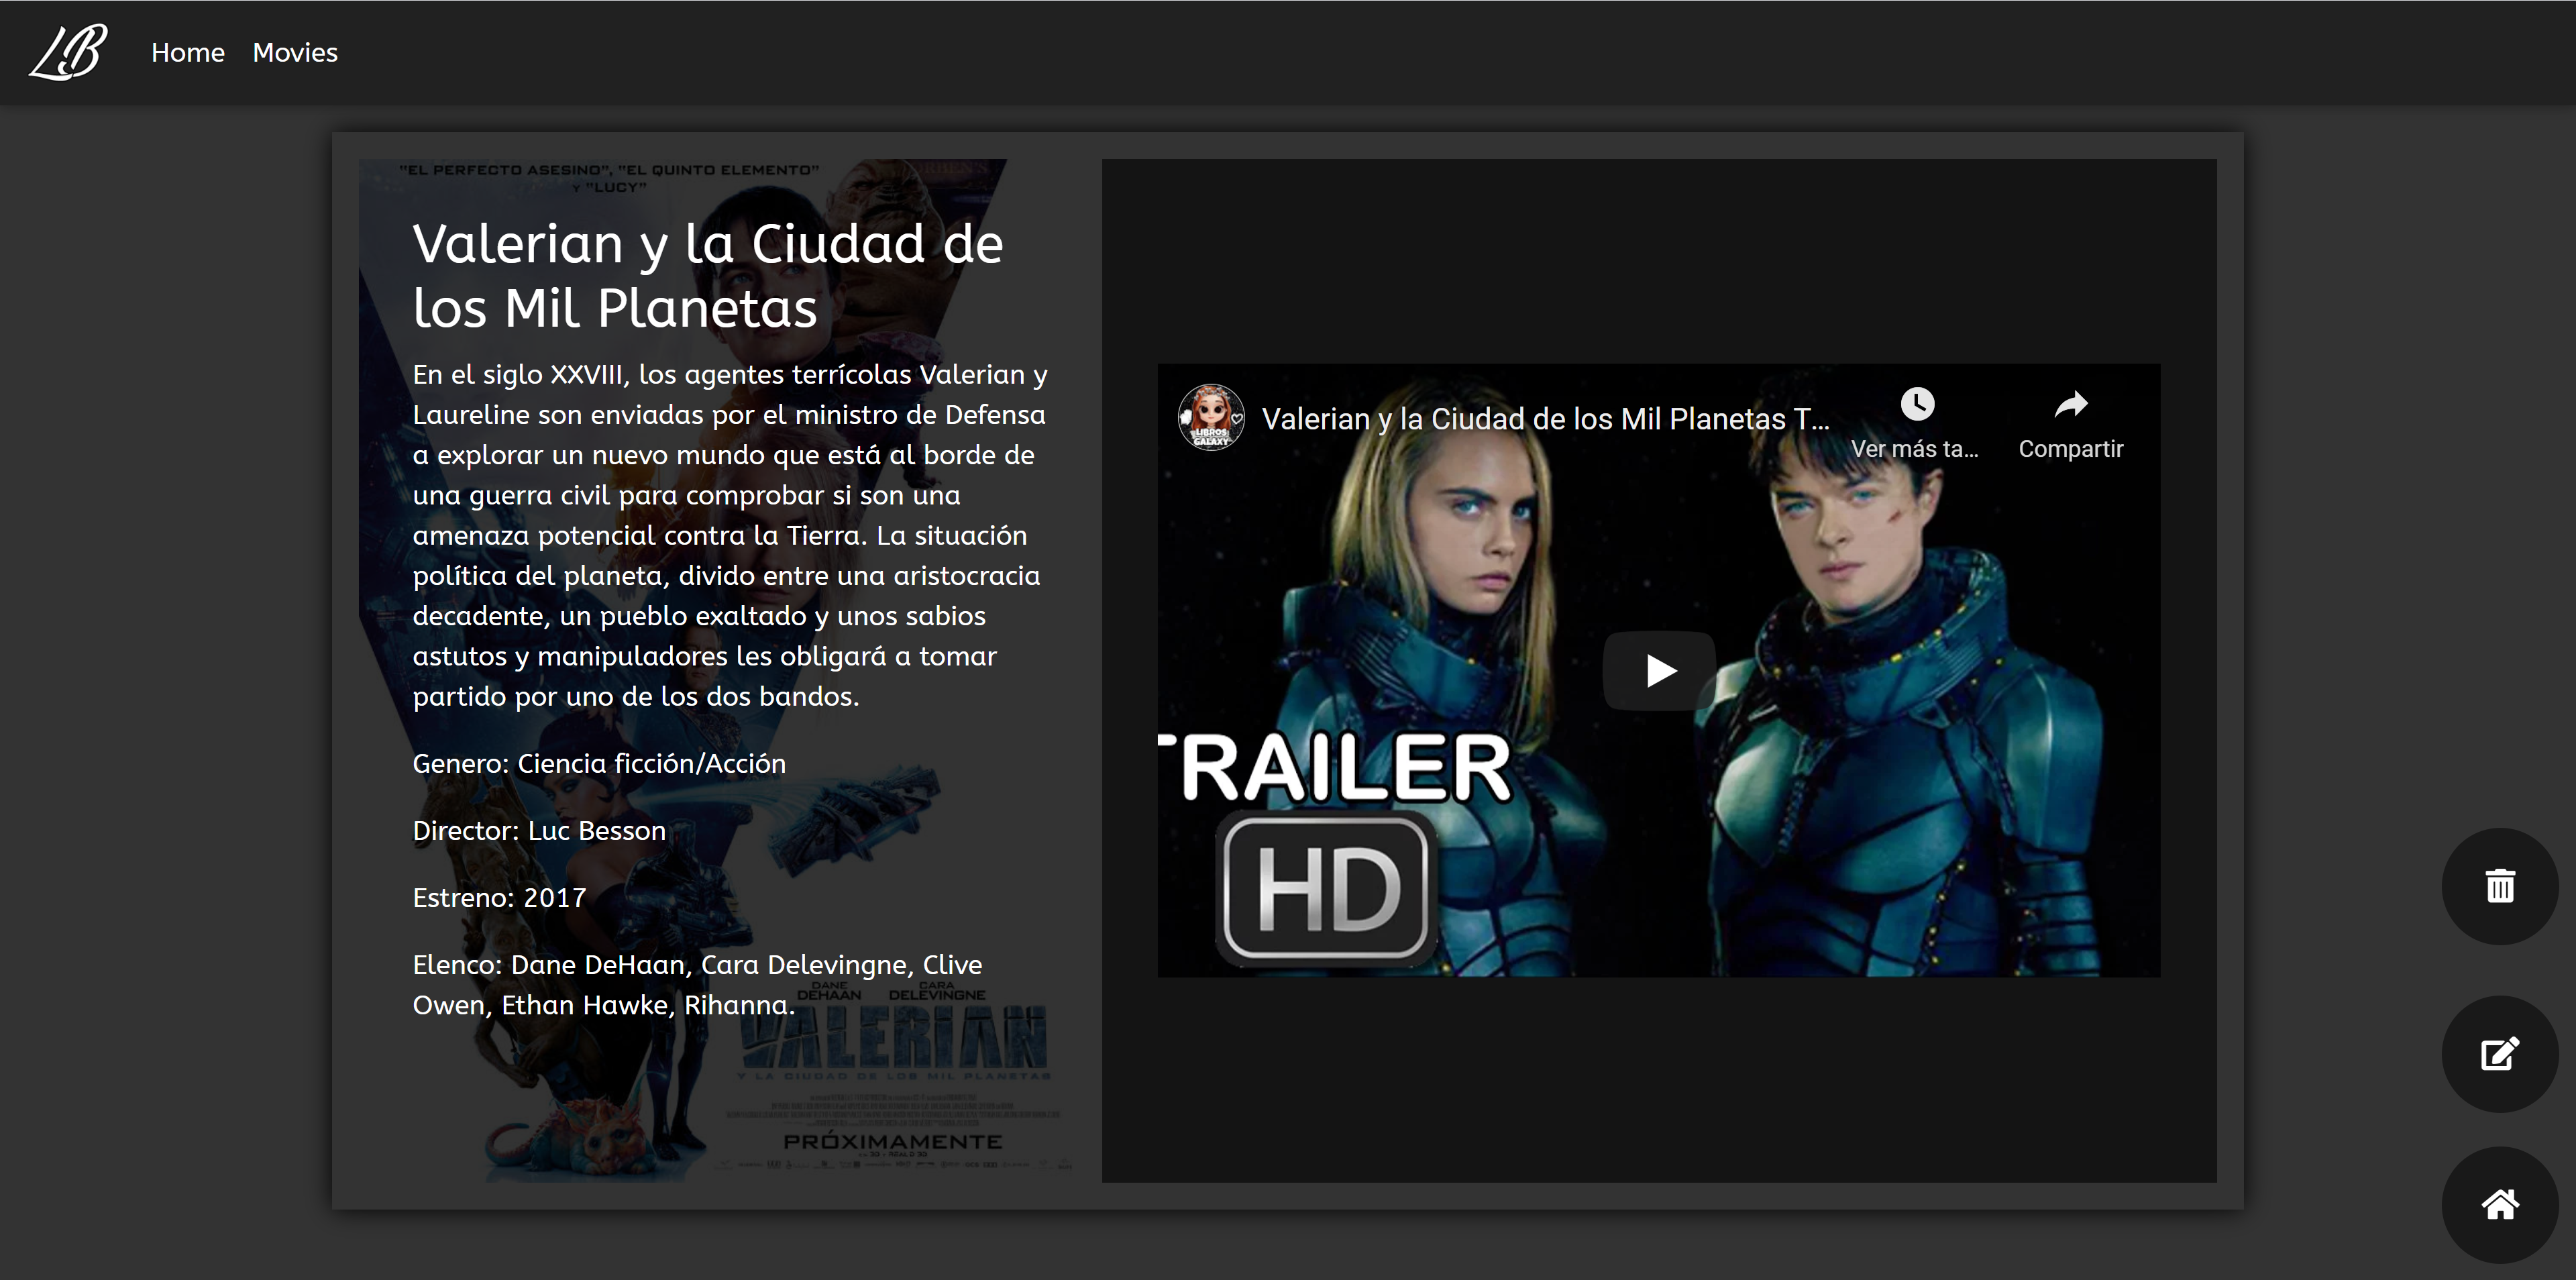 LB
Home
Movies
"EL PERFECTO ASESINO", "EL QUINTO ELEMENTO"
Y "LUCY"
Valerian y la Ciudad de
los Mil Planetas
En el siglo XXVIII, los agentes terrícolas Valerian y
Laureline son enviadas por el ministro de Defensa
a explorar un nuevo mundo que está al borde de
una guerra civil para comprobar si son una
amenaza potencial contra la Tierra. La situación
política del planeta, divido entre una aristocracia
decadente, un pueblo exaltado y unos sabios
astutos y manipuladores les obligará a tomar
partido por uno de los dos bandos.
Genero: Ciencia ficción/Acción
Director: Luc Besson
Estreno: 2017
Elenco: Dane DeHaan, Cara Delevingne, Clive
Owen, Ethan Hawke, Rihanna.
DANE DEHAAN
CARA DELEVINGNE
VALERIAN
Y LA CIUDAD DE LOS MIL PLANETAS
PRÓXIMAMENTE
LIBROS
GALAXY
Valerian y la Ciudad de los Mil Planetas T...
Ver más ta...
Compartir
TRAILER
HD